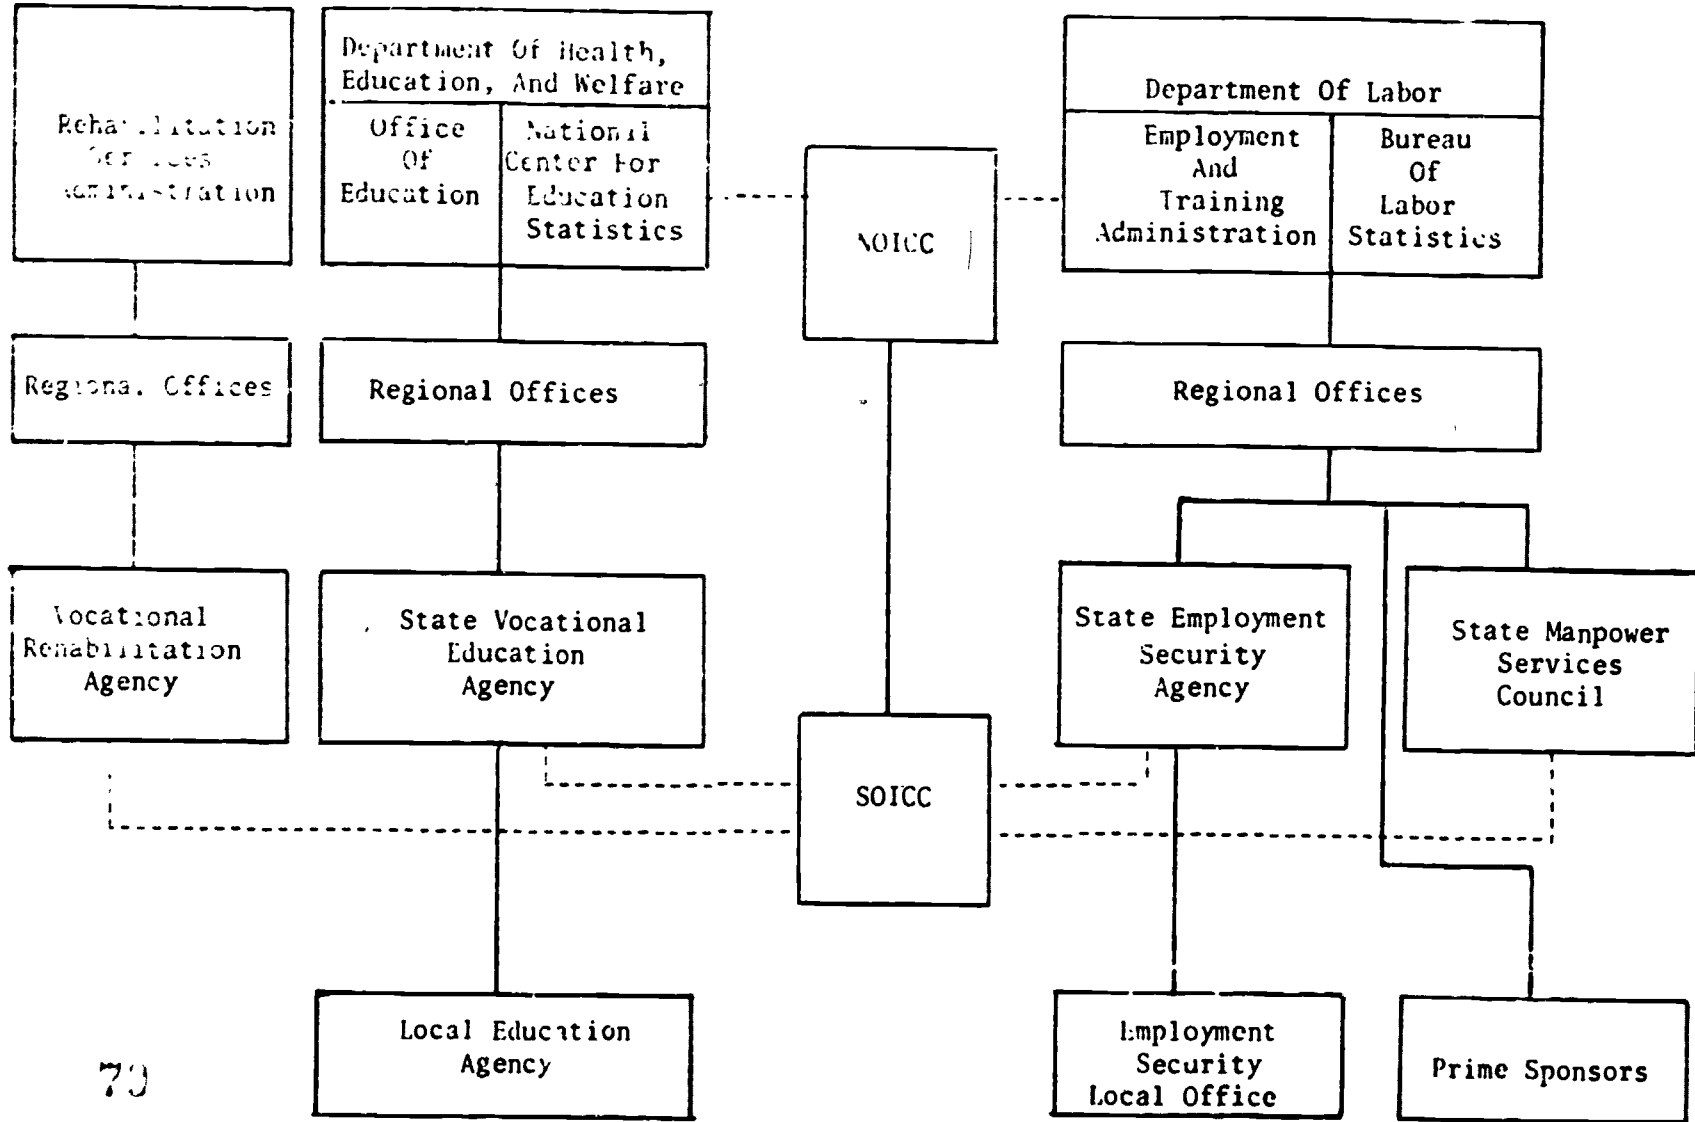 Rehabilitation
Services
Administration
Department Of Health,
Education, And Welfare
Office
Of
Education
National
Center For
Education
Statistics
NOICC
Department Of Labor
Employment
And
Training
Administration
Bureau
Of
Labor
Statistics
Regional Offices
Regional Offices
Regional Offices
Vocational
Rehabilitation
Agency
State Vocational
Education
Agency
SOICC
State Employment
Security
Agency
State Manpower
Services
Council
Local Education
Agency
Employment
Security
Local Office
Prime Sponsors